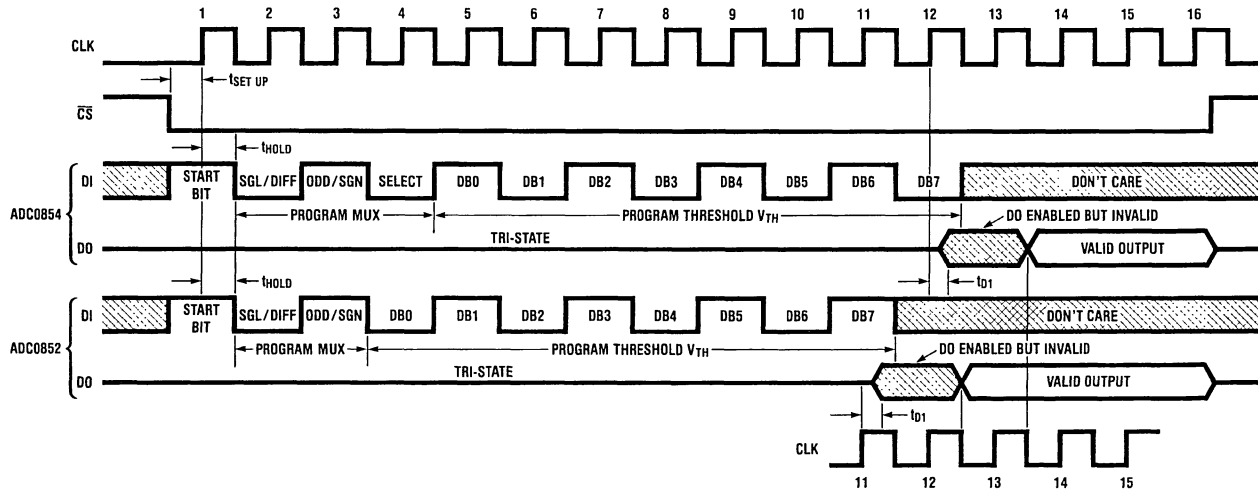 1 2 3 4 5 6 7 8 9 10 11 12 13 14 15 16
CLK
tSET UP
CS
tHOLD
DI START BIT SGL/DIFF ODD/SGN SELECT DB0 DB1 DB2 DB3 DB4 DB5 DB6 DB7 DON'T CARE
ADC0854
PROGRAM MUX PROGRAM THRESHOLD VTH DO ENABLED BUT INVALID
DO TRI-STATE VALID OUTPUT
tHOLD tD1
DI START BIT SGL/DIFF ODD/SGN DB0 DB1 DB2 DB3 DB4 DB5 DB6 DB7 DON'T CARE
ADC0852
PROGRAM MUX PROGRAM THRESHOLD VTH DO ENABLED BUT INVALID
DO TRI-STATE VALID OUTPUT
tD1
CLK
11 12 13 14 15